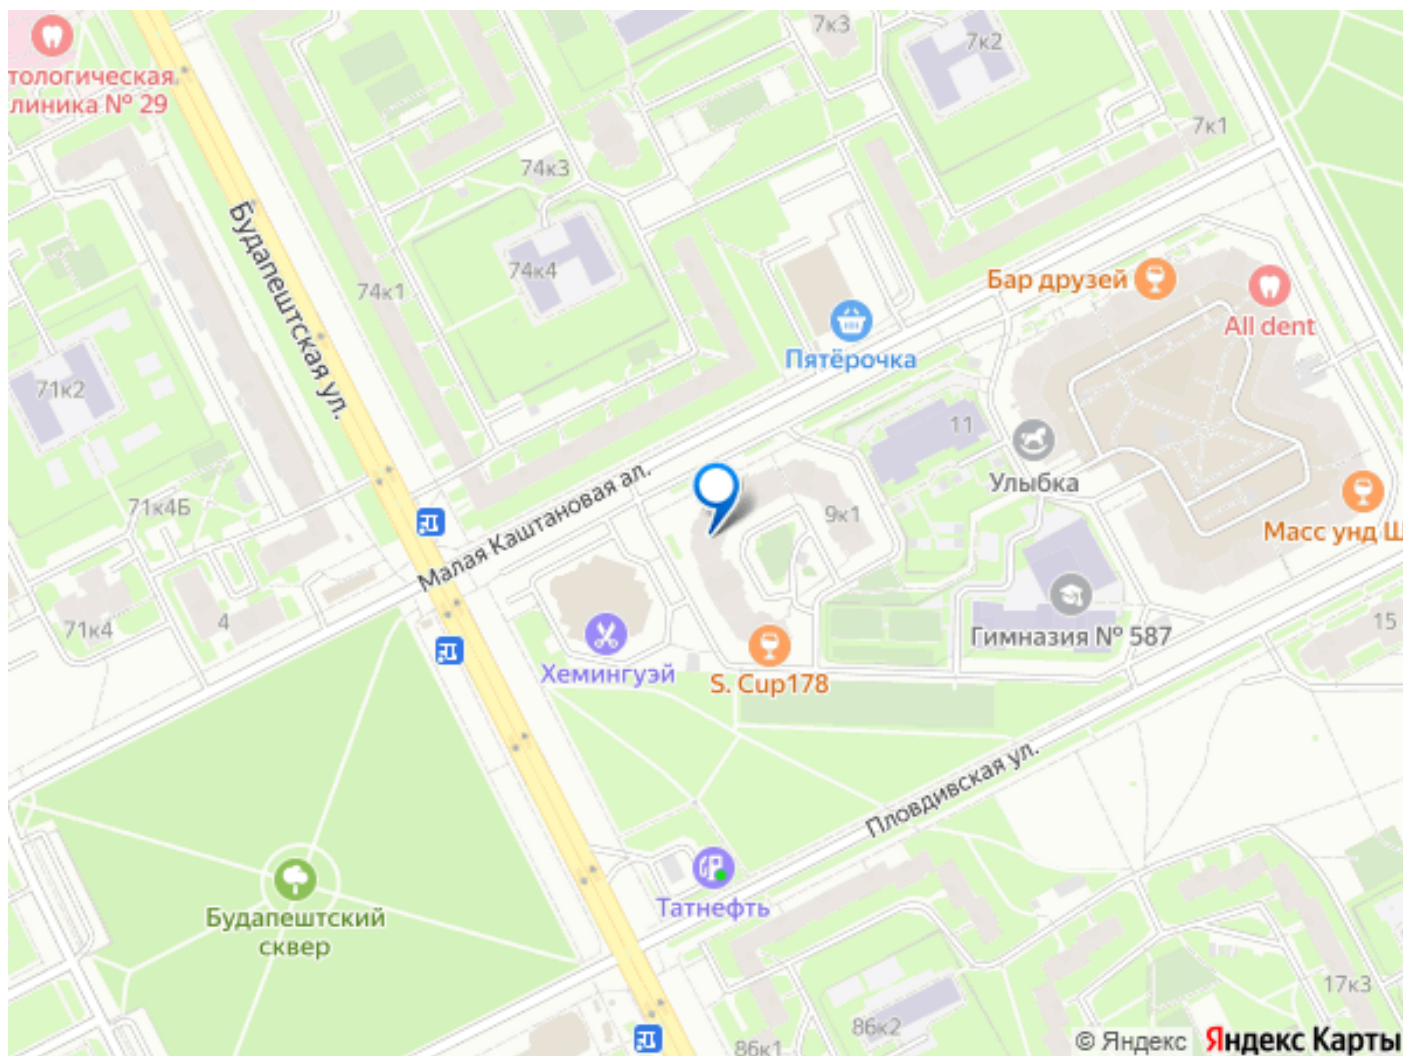 7к3
7к2
тологическая
линика № 29
7к1
74к3
Будапештская ул.
74к4
74к1
Бар друзей
All dent
Пятёрочка
71к2
11
Улыбка
Малая Каштановая ал.
71к4Б
9к1
Масс унд Ш
4
71к4
15
Гимназия № 587
Хемингуэй
S. Cup178
Пловдивская ул.
Татнефть
Будапештский
сквер
17к3
86к2
86к1
© Яндекс Яндекс Карты